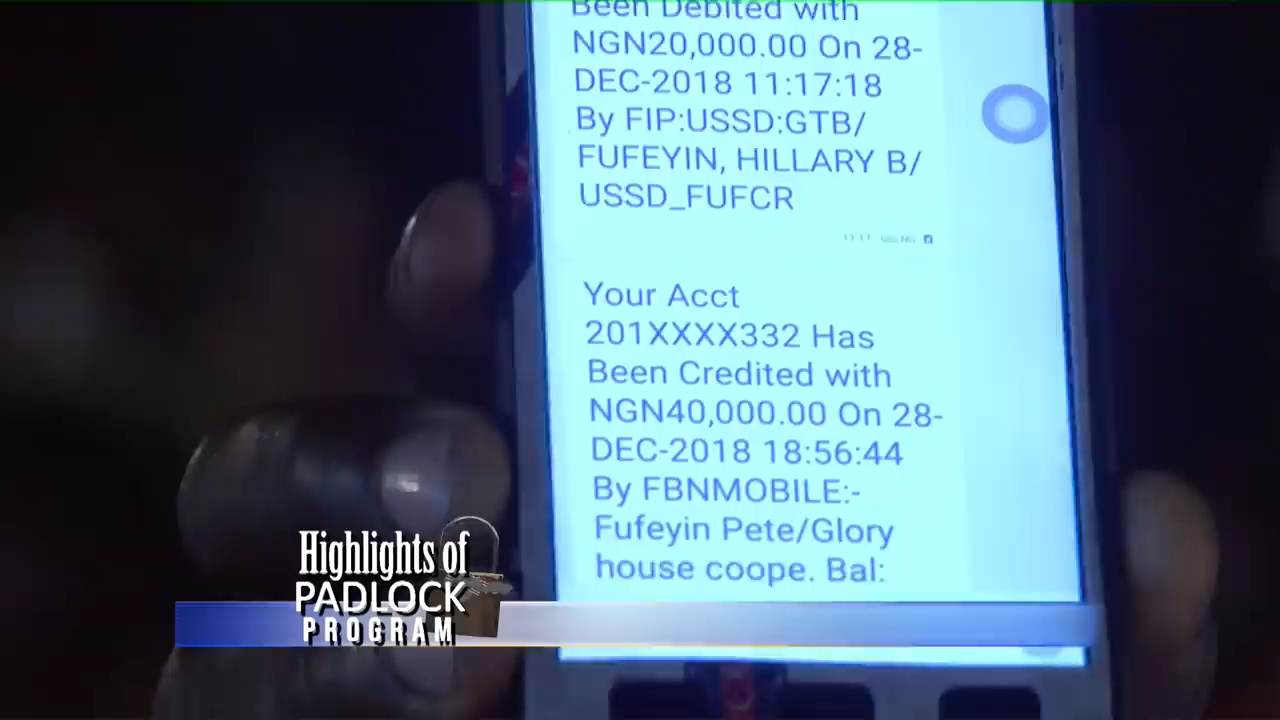 Been Debited with
NGN20,000.00 On 28-
DEC-2018 11:17:18
By FIP:USSD:GTB/
FUFEYIN, HILLARY B/
USSD_FUFCR
11:17
Your Acct
201XXXX332 Has
Been Credited with
NGN40,000.00 On 28-
DEC-2018 18:56:44
By FBNMOBILE:-
Fufeyin Pete/Glory
house coope. Bal:
Highlights of
PADLOCK
PROGRAM